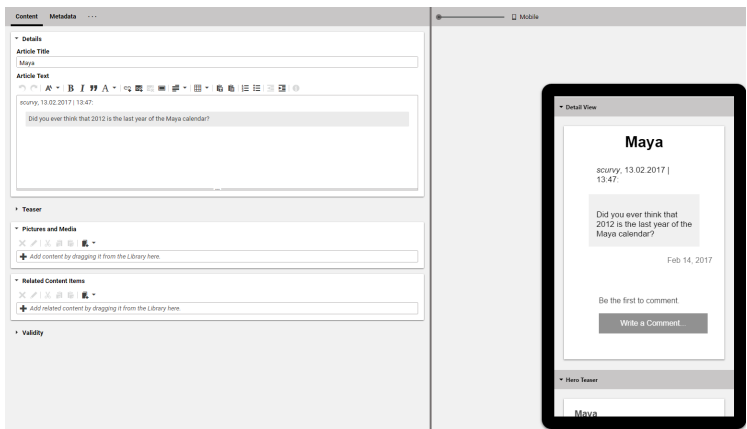 Content Metadata ...
Mobile
Details
Article Title
Maya
Article Text
scurvy, 13.02.2017 | 13:47:
Did you ever think that 2012 is the last year of the Maya calendar?
Teaser
Pictures and Media
Add content by dragging it from the Library here.
Related Content Items
Add related content by dragging it from the Library here.
Validity
Detail View
Maya
scurvy, 13.02.2017 |
13:47:
Did you ever think that
2012 is the last year of the
Maya calendar?
Feb 14, 2017
Be the first to comment.
Write a Comment...
Hero Teaser
Maya